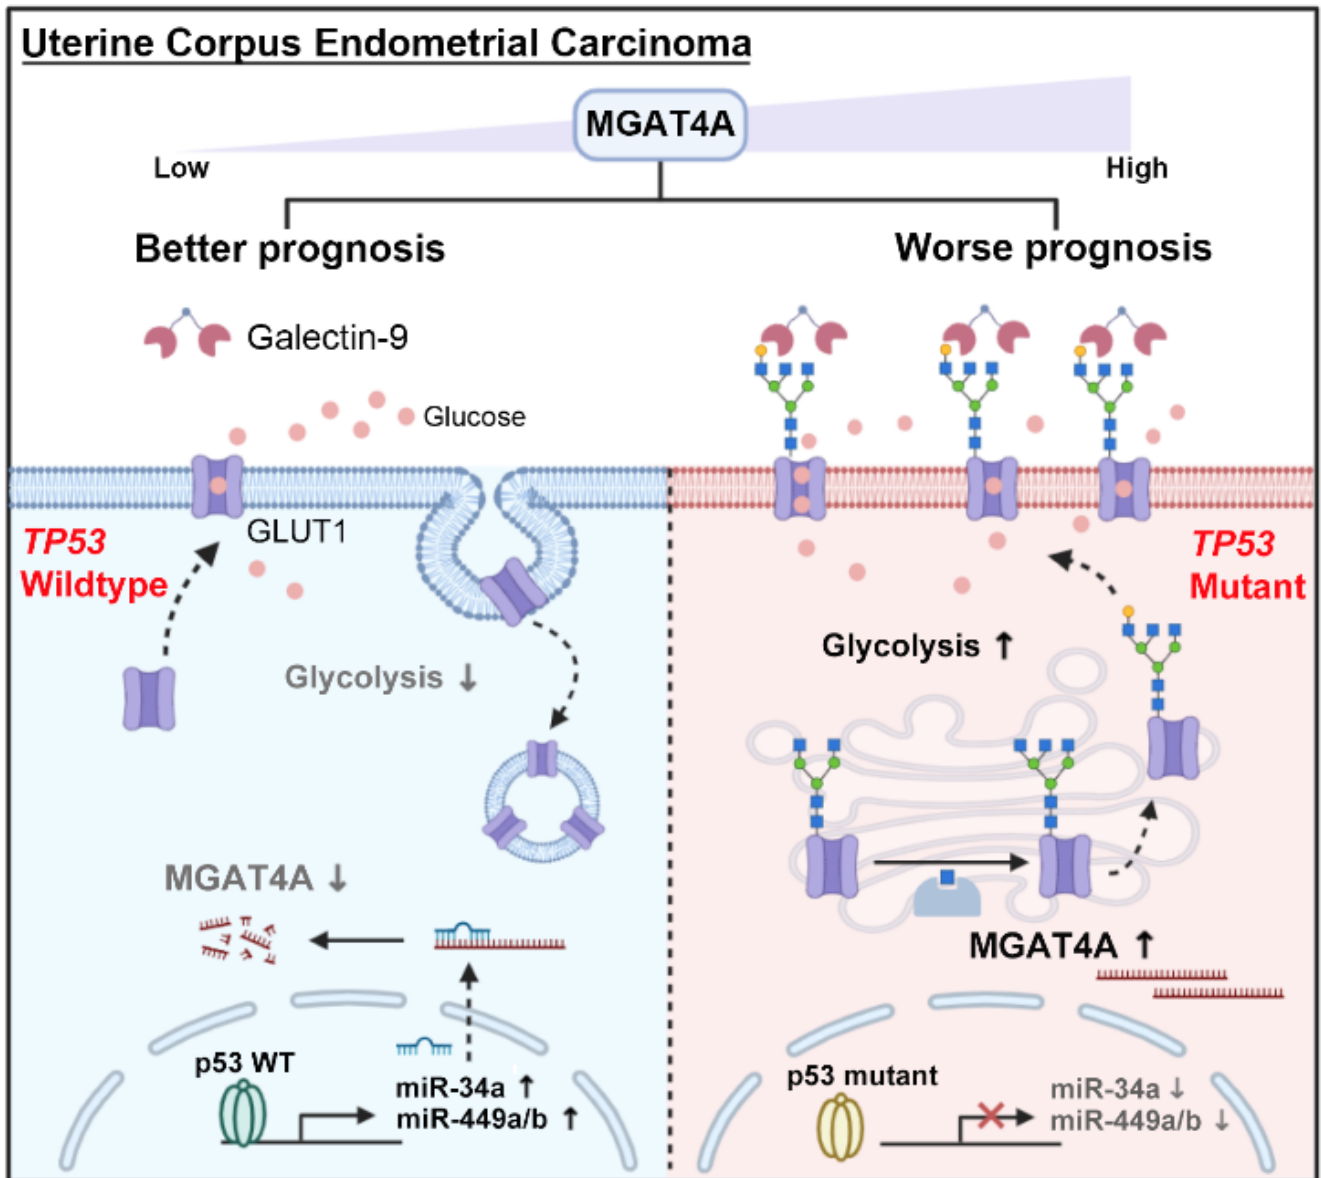 Uterine Corpus Endometrial Carcinoma
MGAT4A
Low
High
Better prognosis
Worse prognosis
Galectin-9
Glucose
TP53
Wildtype
GLUT1
Glycolysis ↓
MGAT4A ↓
p53 WT
miR-34a ↑
miR-449a/b ↑
TP53
Mutant
Glycolysis ↑
MGAT4A ↑
p53 mutant
miR-34a ↓
miR-449a/b ↓